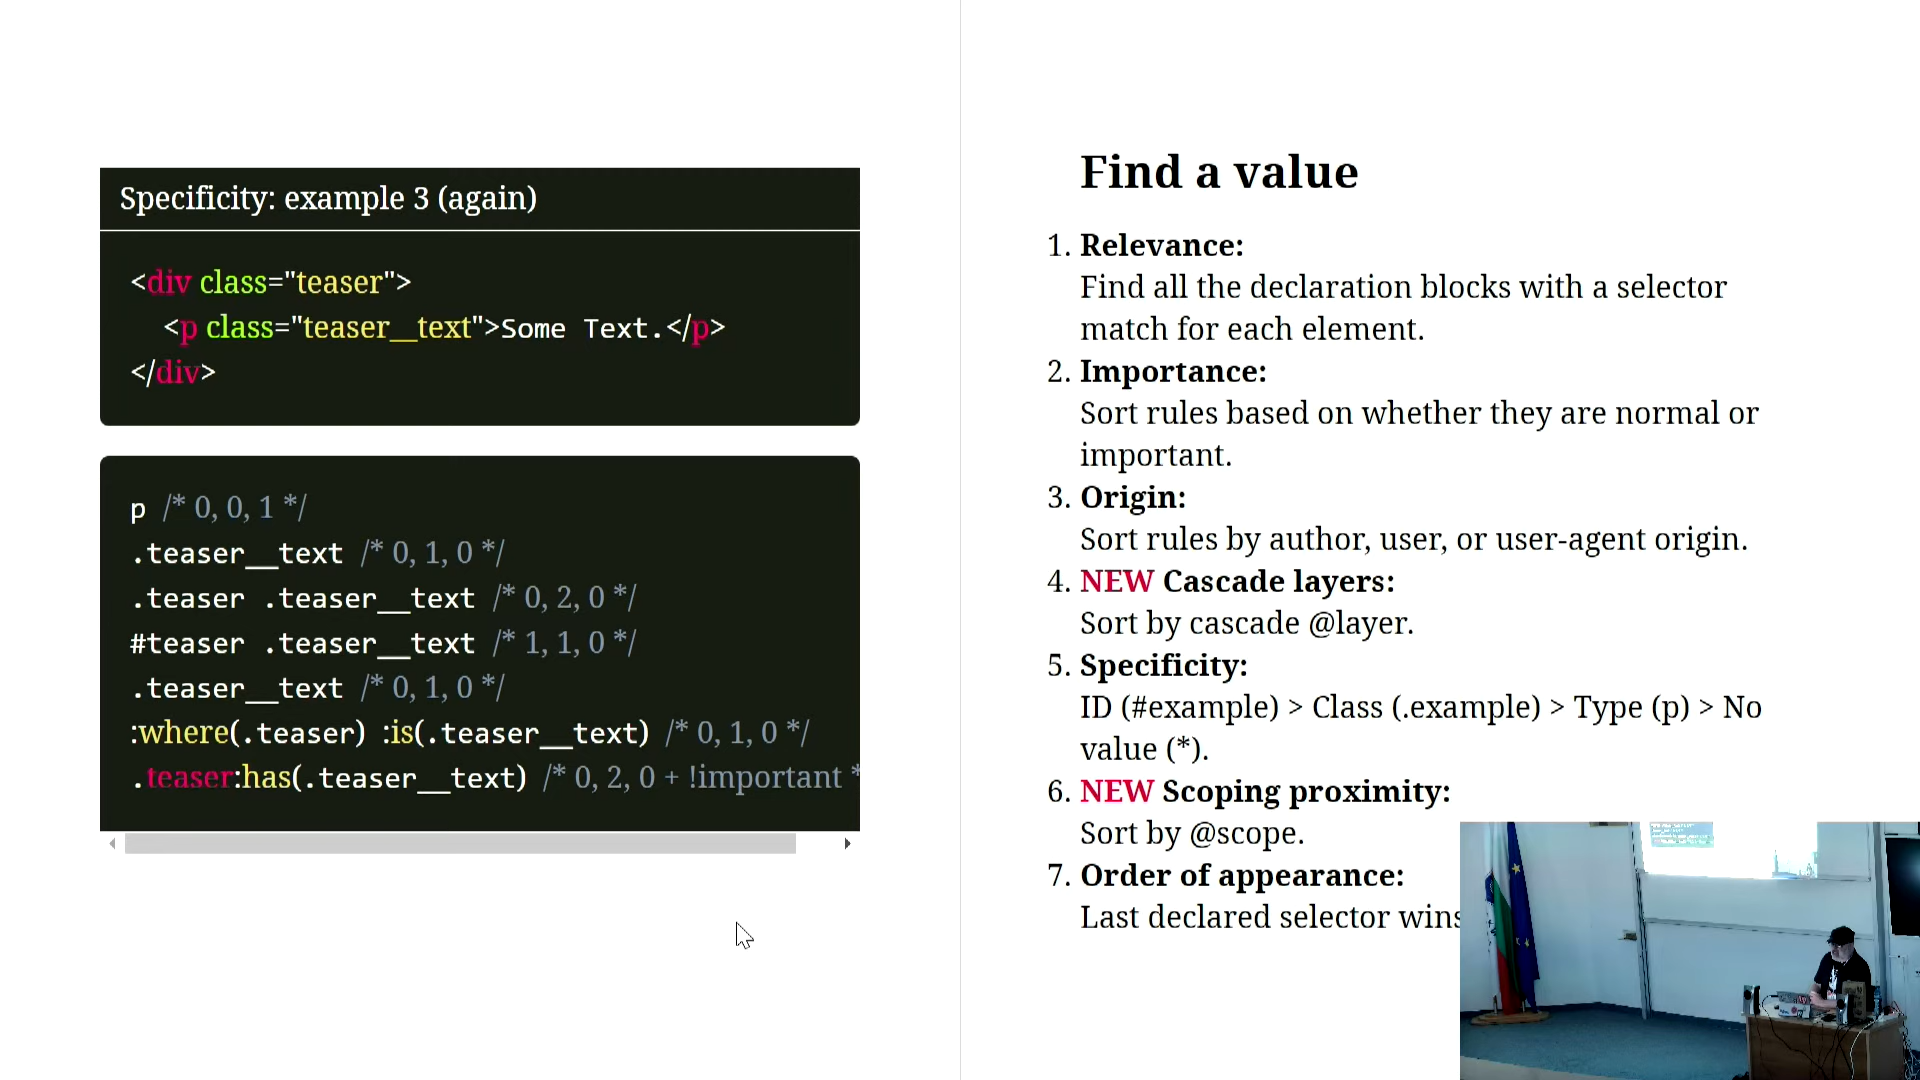 Specificity: example 3 (again)
<div class="teaser">
<p class="teaser__text">Some Text.</p>
</div>
p /* 0, 0, 1 */
.teaser__text /* 0, 1, 0 */
.teaser .teaser__text /* 0, 2, 0 */
#teaser .teaser__text /* 1, 1, 0 */
.teaser__text /* 0, 1, 0 */
:where(.teaser) :is(.teaser__text) /* 0, 1, 0 */
.teaser:has(.teaser__text) /* 0, 2, 0 + !important *
Find a value
1. Relevance:
Find all the declaration blocks with a selector
match for each element.
2. Importance:
Sort rules based on whether they are normal or
important.
3. Origin:
Sort rules by author, user, or user-agent origin.
4. NEW Cascade layers:
Sort by cascade @layer.
5. Specificity:
ID (#example) > Class (.example) > Type (p) > No
value (*).
6. NEW Scoping proximity:
Sort by @scope.
7. Order of appearance:
Last declared selector wins